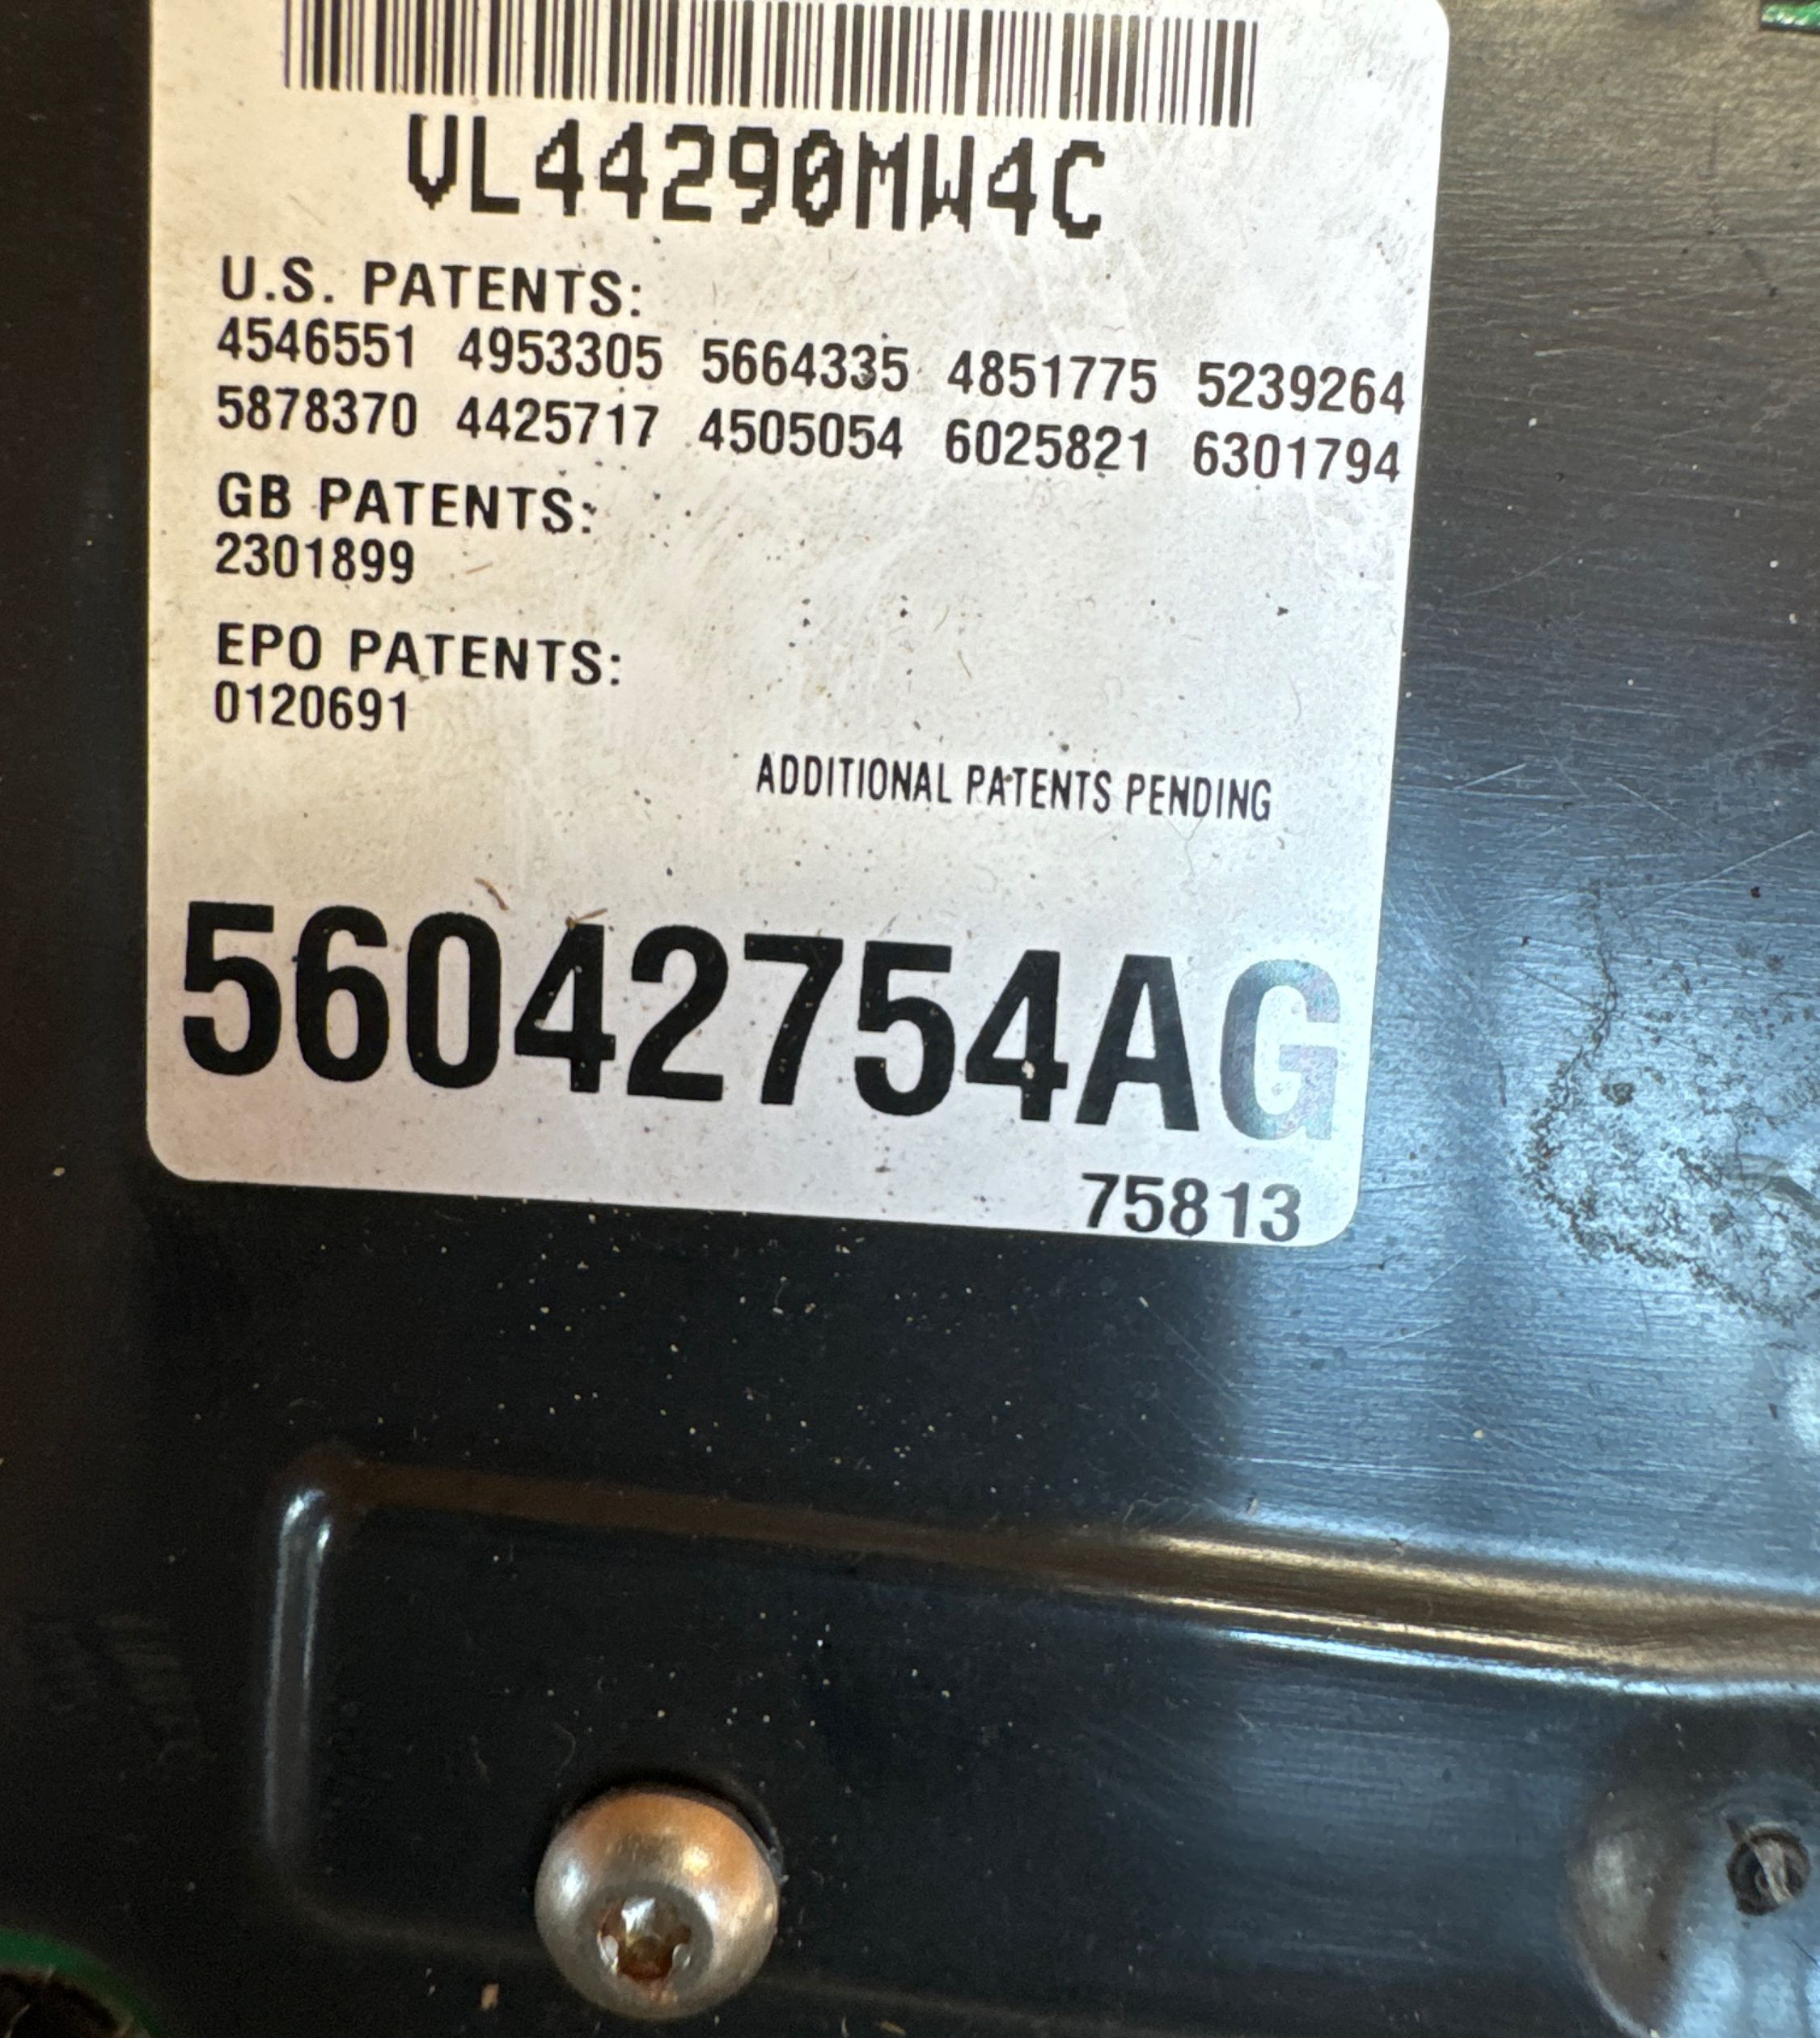 VL44290MW4C
U.S. PATENTS:
4546551 4953305 5664335 4851775 5239264
5878370 4425717 4505054 6025821 6301794
GB PATENTS:
2301899
EPO PATENTS:
0120691
ADDITIONAL PATENTS PENDING
56042754AG
75813